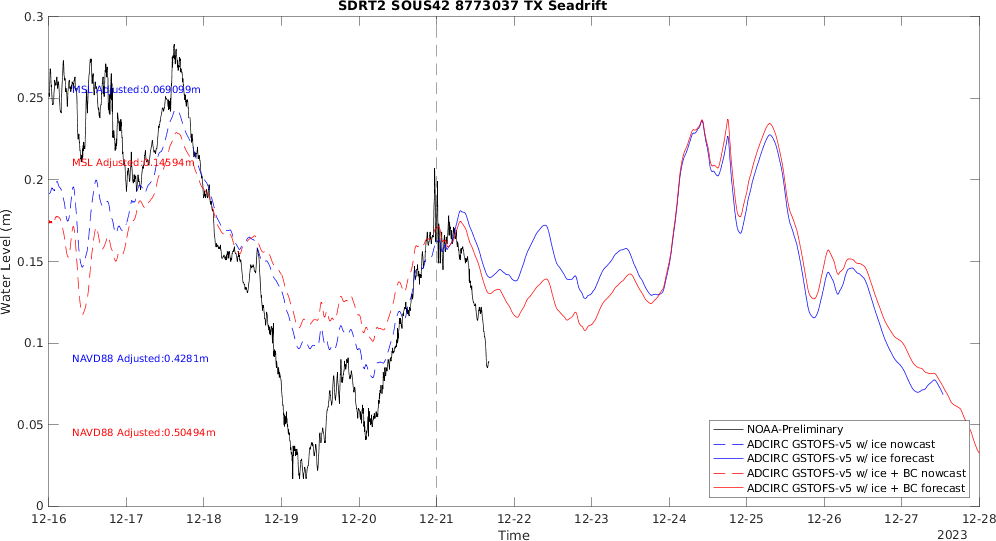 SDRT2 SOUS42 8773037 TX Seadrift
0.3
0.25
0.2
0.15
0.1
0.05
0
Water Level (m)
MSL Adjusted:0.069099m
MSL Adjusted:0.14594m
NAVD88 Adjusted:0.4281m
NAVD88 Adjusted:0.50494m
NOAA-Preliminary
ADCIRC GSTOFS-v5 w/ ice nowcast
ADCIRC GSTOFS-v5 w/ ice forecast
ADCIRC GSTOFS-v5 w/ ice + BC nowcast
ADCIRC GSTOFS-v5 w/ ice + BC forecast
12-16 12-17 12-18 12-19 12-20 12-21 12-22 12-23 12-24 12-25 12-26 12-27 12-28
Time
2023